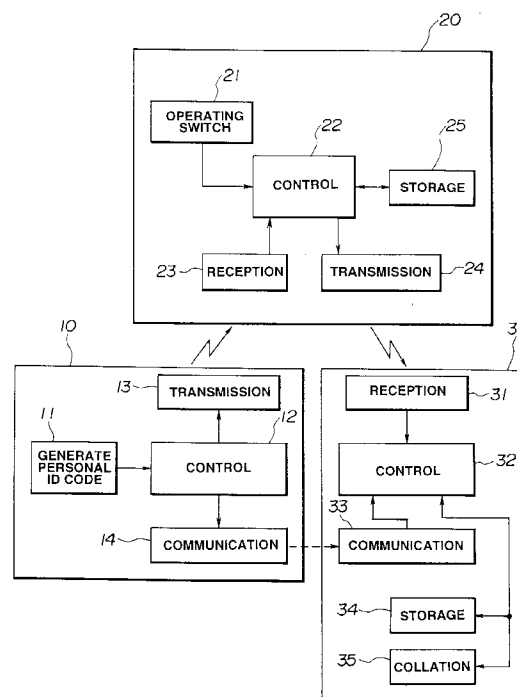 20
21
OPERATING
SWITCH
22
CONTROL
25
STORAGE
23
RECEPTION
TRANSMISSION
24
10
13
TRANSMISSION
12
11
GENERATE
PERSONAL
ID CODE
CONTROL
14
COMMUNICATION
3
RECEPTION
31
CONTROL
32
33
COMMUNICATION
34
STORAGE
35
COLLATION